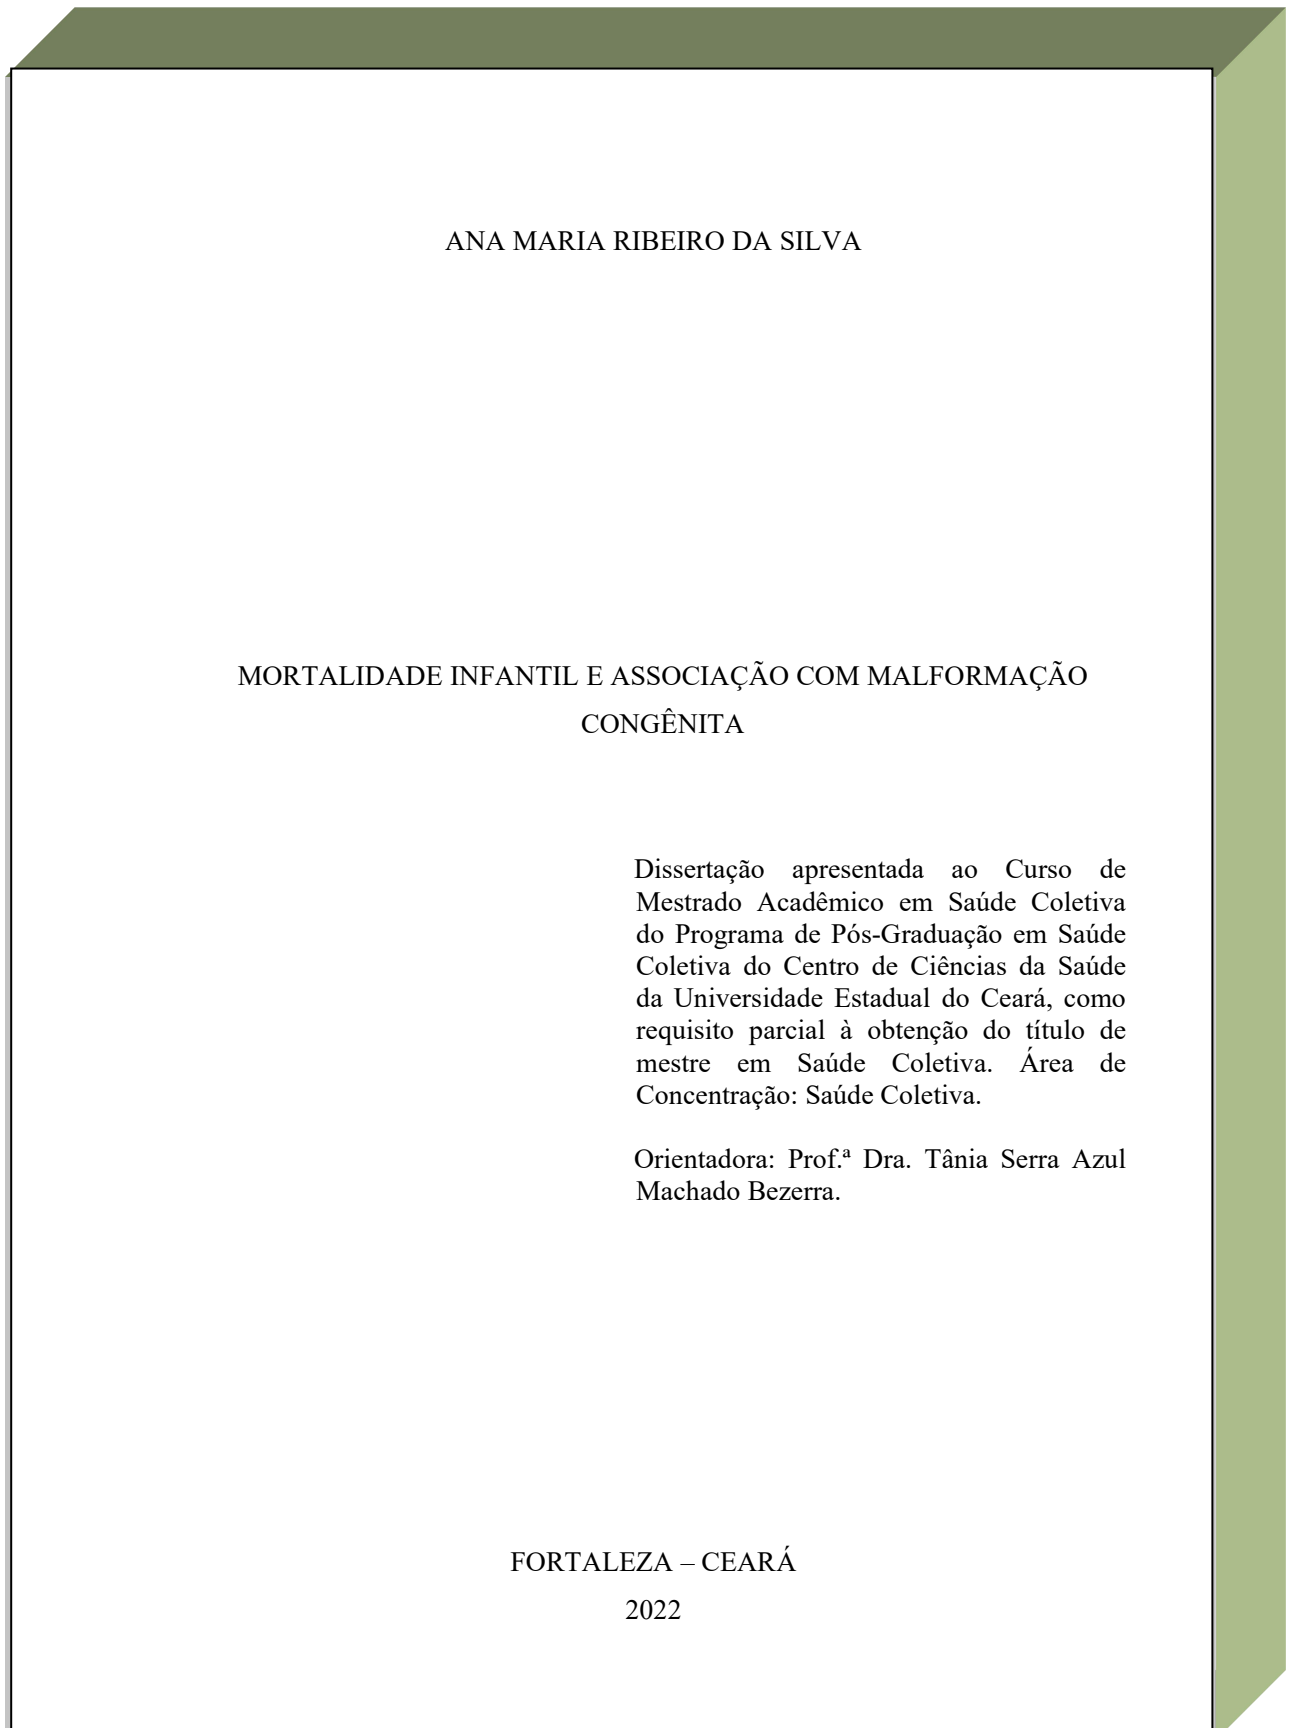 ANA MARIA RIBEIRO DA SILVA
MORTALIDADE INFANTIL E ASSOCIAÇÃO COM MALFORMAÇÃO
CONGÊNITA
Dissertação apresentada ao Curso de
Mestrado Acadêmico em Saúde Coletiva
do Programa de Pós-Graduação em Saúde
Coletiva do Centro de Ciências da Saúde
da Universidade Estadual do Ceará, como
requisito parcial à obtenção do título de
mestre em Saúde Coletiva. Área de
Concentração: Saúde Coletiva.
Orientadora: Prof.ª Dra. Tânia Serra Azul
Machado Bezerra.
FORTALEZA – CEARÁ
2022